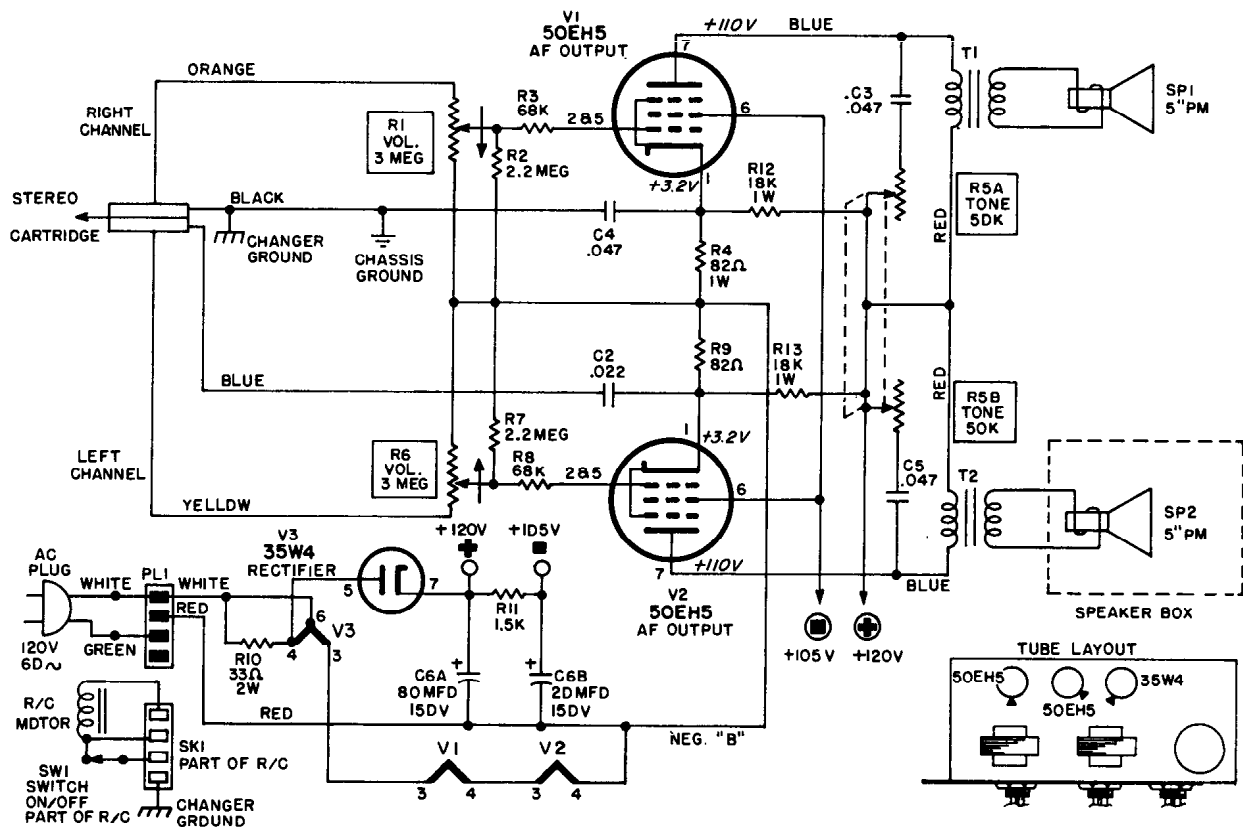 V1
50EH5
AF OUTPUT
+110V
BLUE
7
T1
ORANGE
RIGHT
CHANNEL
R1
VOL.
3 MEG
R3
68K
2&5
6
.C3
.047
SP1
5"PM
R2
2.2 MEG
+3.2V
1
R12
18K
1W
R5A
TONE
5DK
RED
STEREO
CARTRIDGE
BLACK
CHANGER
GROUND
CHASSIS
GROUND
C4
.047
R4
82Ω
1W
R9
82Ω
R13
18K
1W
BLUE
C2
.022
RED
R5B
TONE
50K
R7
2.2 MEG
1
+3.2V
LEFT
CHANNEL
R6
VOL.
3 MEG
R8
68K
2&5
6
C5
.047
T2
SP2
5"PM
YELLDW
V3
35W4
RECTIFIER
+120V
+1D5V
+110V
7
BLUE
V2
50EH5
AF OUTPUT
SPEAKER BOX
AC
PLUG
WHITE
PL1
WHITE
5
7
R11
1.5K
RED
6
V3
4
3
GREEN
120V
6D~
R10
33Ω
2W
+
C6A
80MFD
15DV
+
C6B
2DMFD
15DV
+105V
+120V
TUBE LAYOUT
50EH5
50EH5
35W4
R/C
MDTOR
RED
NEG. "B"
SK1
PART OF R/C
V1
V2
3
4
3
4
SW1
SWITCH
ON/OFF
PART OF R/C
CHANGER
GRDUND